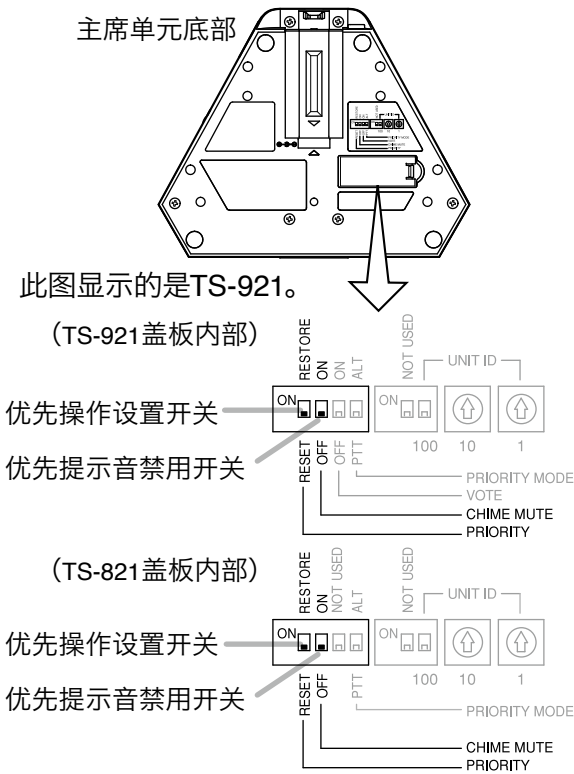 主席单元底部
此图显示的是TS-921。
（TS-921盖板内部）
RESTORE
ON
ON
ALT
NOT USED
UNIT ID
ON
ON
优先操作设置开关
优先提示音禁用开关
RESET
OFF
OFF
PTT
100
10
1
PRIORITY MODE
VOTE
CHIME MUTE
PRIORITY
（TS-821盖板内部）
RESTORE
ON
NOT USED
ALT
NOT USED
UNIT ID
ON
ON
优先操作设置开关
优先提示音禁用开关
RESET
OFF
PTT
100
10
1
PRIORITY MODE
CHIME MUTE
PRIORITY